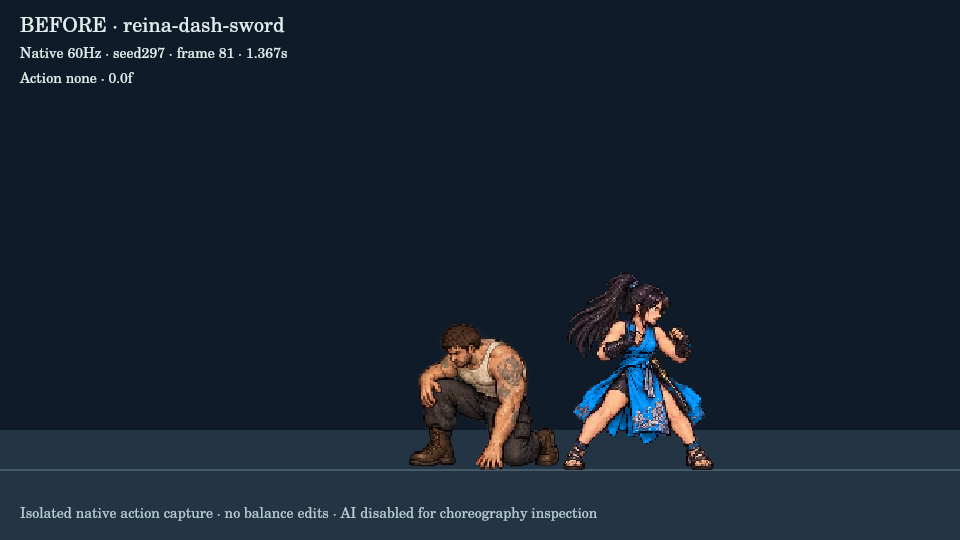 BEFORE · reina-dash-sword
Native 60Hz · seed297 · frame 81 · 1.367s
Action none · 0.0f
Isolated native action capture · no balance edits · AI disabled for choreography inspection